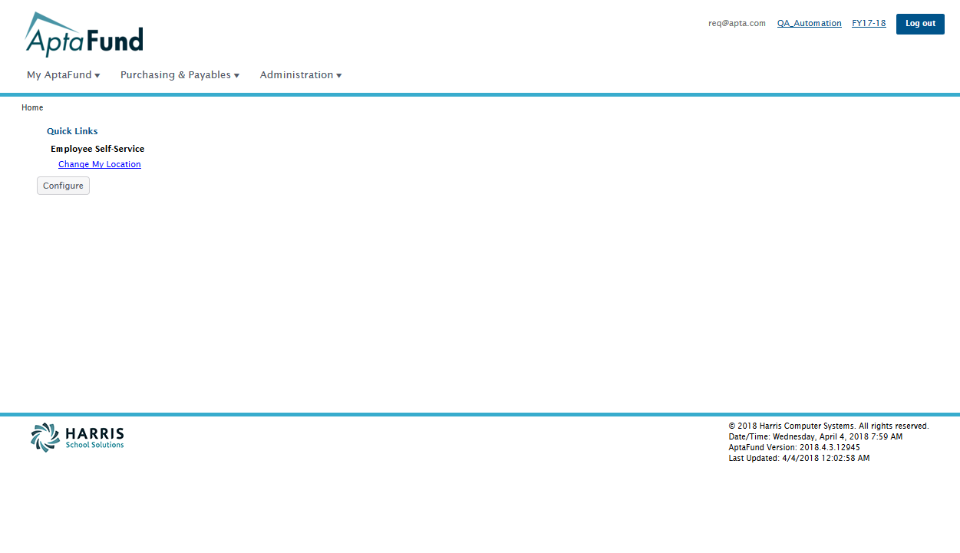 AptaFund
req@apta.com QA_Automation FY17-18 Log out
My AptaFund Purchasing & Payables Administration
Home
Quick Links
Employee Self-Service
Change My Location
Configure
HARRIS
School Solutions
© 2018 Harris Computer Systems. All rights reserved.
Date/Time: Wednesday, April 4, 2018 7:59 AM
AptaFund Version: 2018.4.3.12945
Last Updated: 4/4/2018 12:02:58 AM